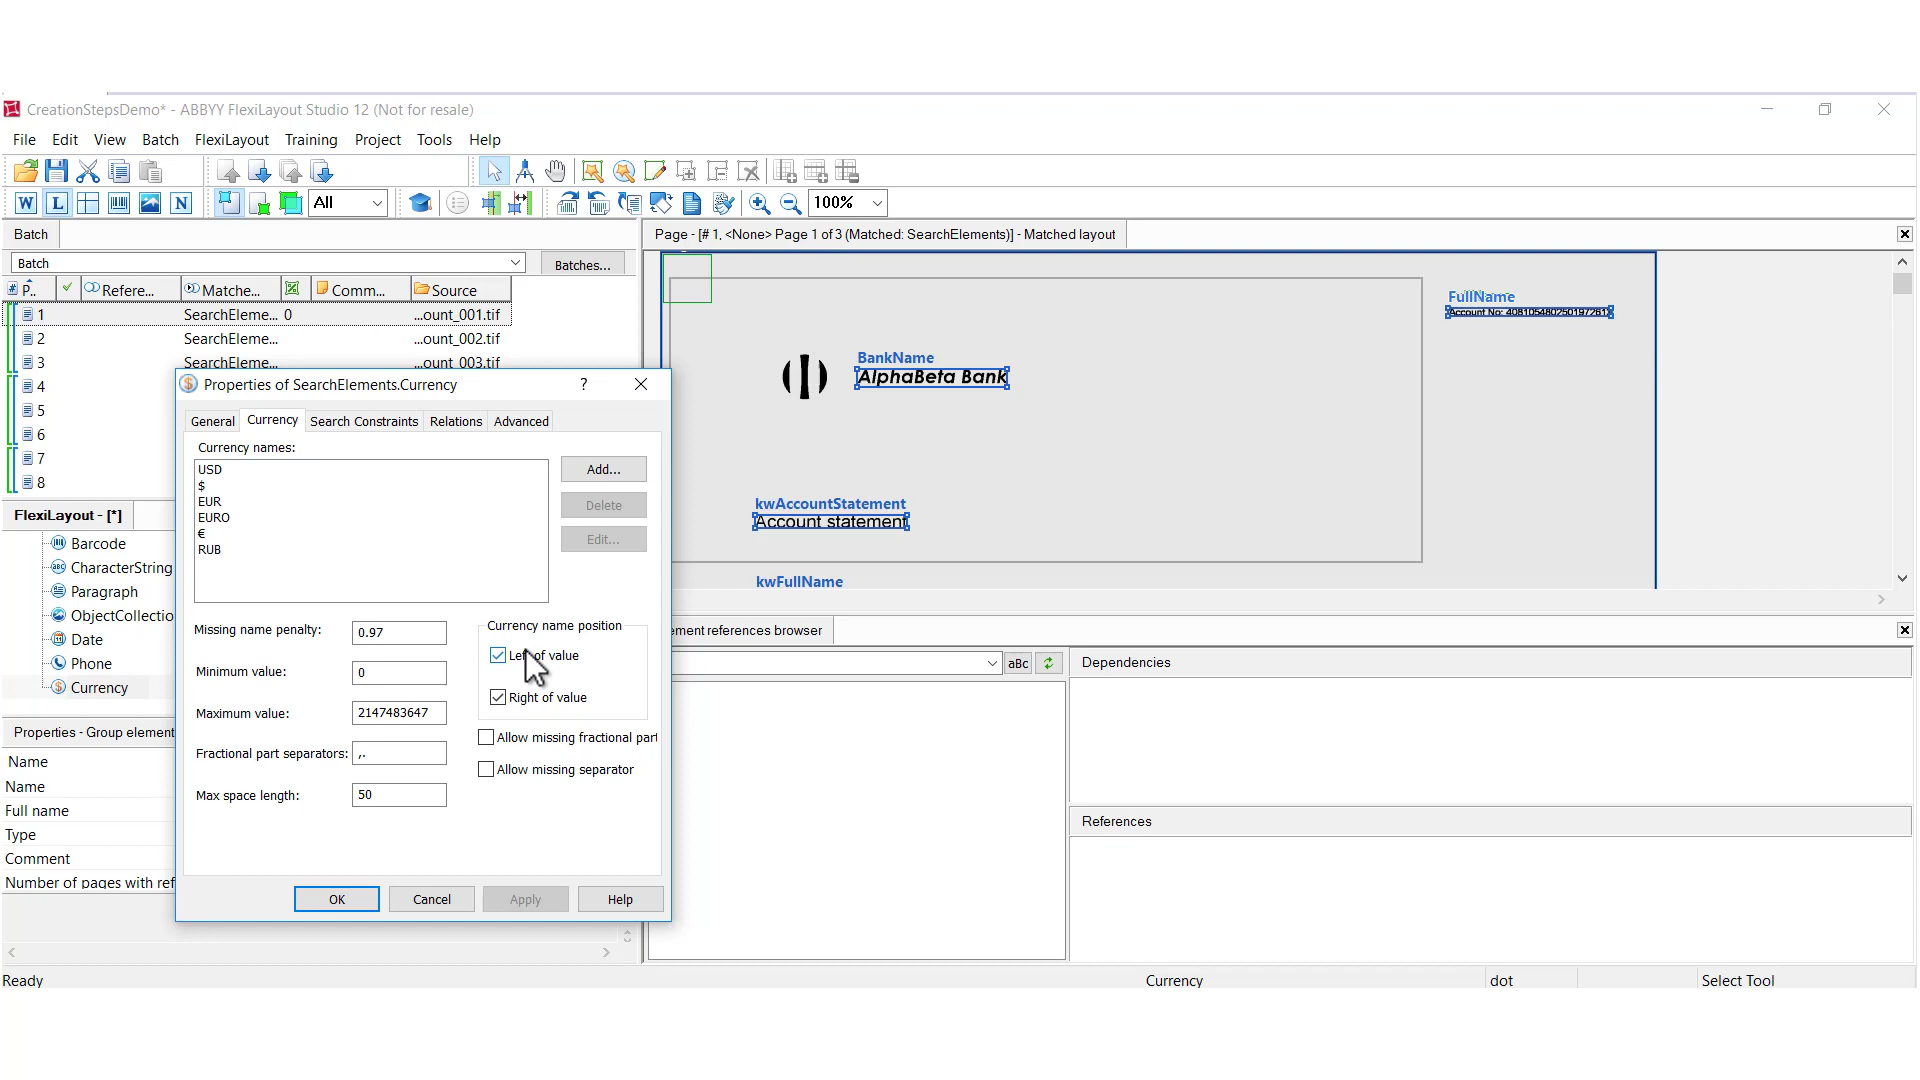 CreationStepsDemo* - ABBYY FlexiLayout Studio 12 (Not for resale)
File Edit View Batch FlexiLayout Training Project Tools Help
W L N All 100%
Batch
Page - [# 1, <None> Page 1 of 3 (Matched: SearchElements)] - Matched layout
Batch Batches...
# P.. Refere... Matche... Comm... Source
1 SearchEleme... 0 ...ount_001.tif
2 SearchEleme... ...ount_002.tif
3 SearchEleme... ...ount_003.tif
4
5
6
7
8
FlexiLayout - [*]
Barcode
CharacterString
Paragraph
ObjectCollectio
Date
Phone
Currency
Properties - Group element
Name
Name
Full name
Type
Comment
Number of pages with ref
Properties of SearchElements.Currency ?
General Currency Search Constraints Relations Advanced
Currency names:
USD
$
EUR
EURO
€
RUB
Add...
Delete
Edit...
Missing name penalty: 0.97
Minimum value: 0
Maximum value: 2147483647
Fractional part separators: ,.
Max space length: 50
Currency name position
Left of value
Right of value
Allow missing fractional part
Allow missing separator
OK Cancel Apply Help
FullName
Account No: 40810548025019726
BankName
AlphaBeta Bank
kwAccountStatement
Account statement
kwFullName
ement references browser
aBc
Dependencies
References
Ready Currency dot Select Tool